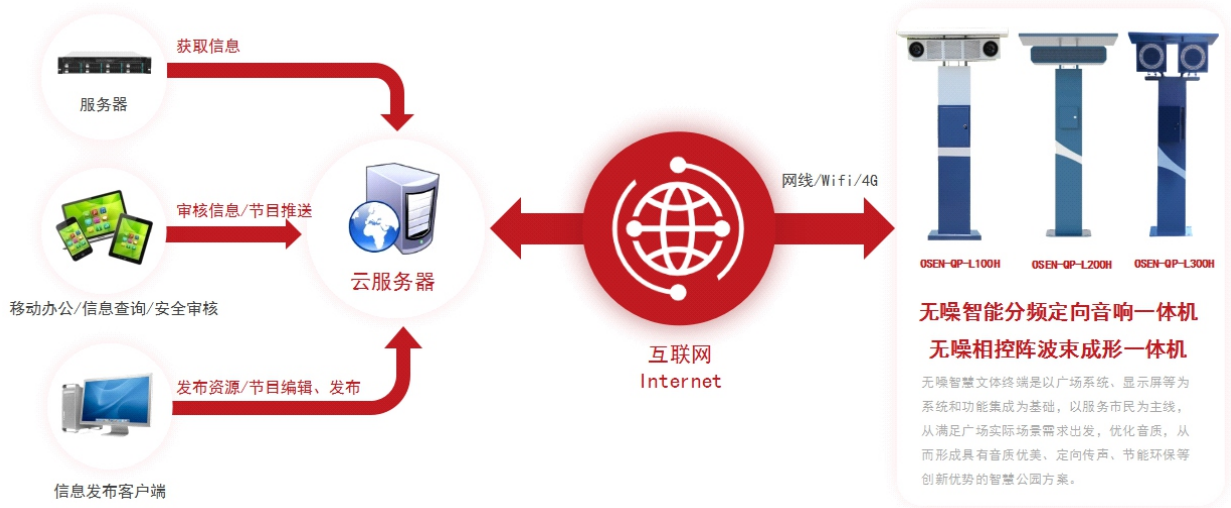 获取信息
服务器
审核信息/节目推送
移动办公/信息查询/安全审核
发布资源/节目编辑、发布
信息发布客户端
云服务器
互联网
Internet
网线/Wifi/4G
OSEN-QP-L100H
OSEN-QP-L200H
OSEN-QP-L300H
无噪智能分频定向音响一体机
无噪相控阵波束成形一体机
无噪智慧文体终端是以广场系统、显示屏等为
系统和功能集成为基础，以服务市民为主线，
从满足广场实际场景需求出发，优化音质，从
而形成具有音质优美、定向传声、节能环保等
创新优势的智慧公园方案。